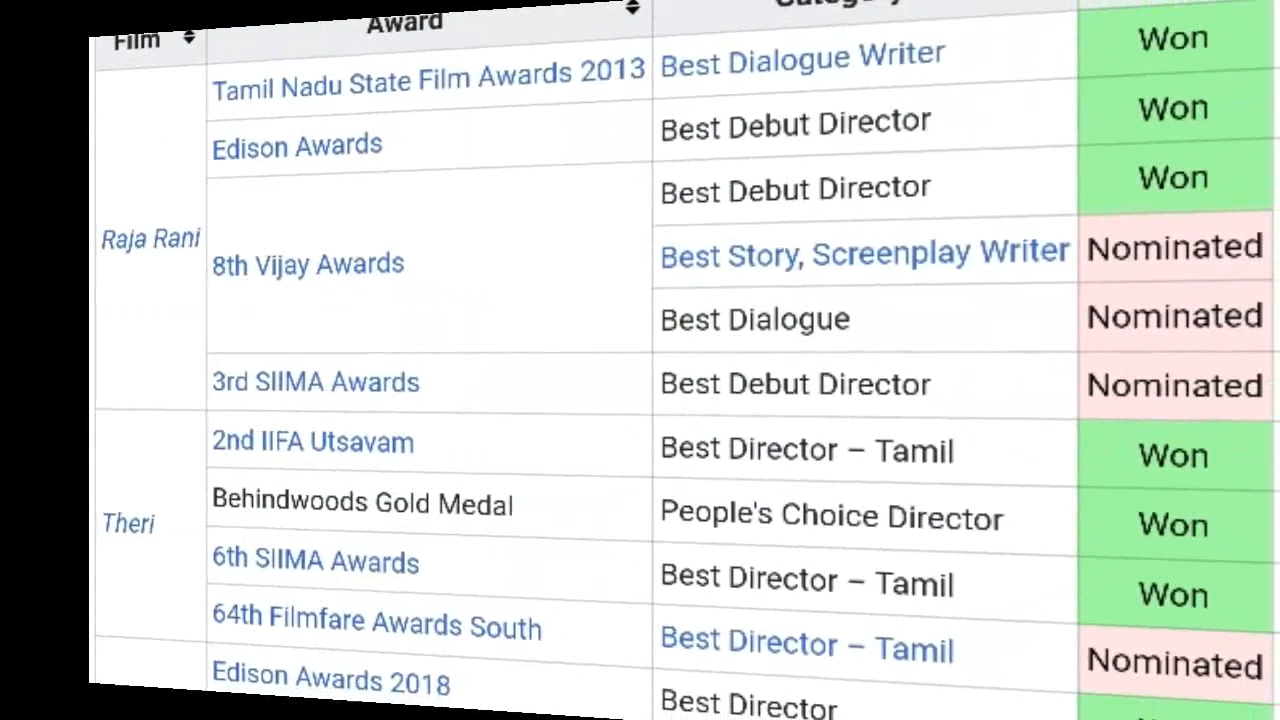 Film Award Category
Tamil Nadu State Film Awards 2013 Best Dialogue Writer Won
Edison Awards Best Debut Director Won
Best Debut Director Won
Raja Rani 8th Vijay Awards Best Story, Screenplay Writer Nominated
Best Dialogue Nominated
3rd SIIMA Awards Best Debut Director Nominated
2nd IIFA Utsavam Best Director – Tamil Won
Behindwoods Gold Medal People's Choice Director Won
Theri 6th SIIMA Awards Best Director – Tamil Won
64th Filmfare Awards South Best Director – Tamil Nominated
Edison Awards 2018 Best Director